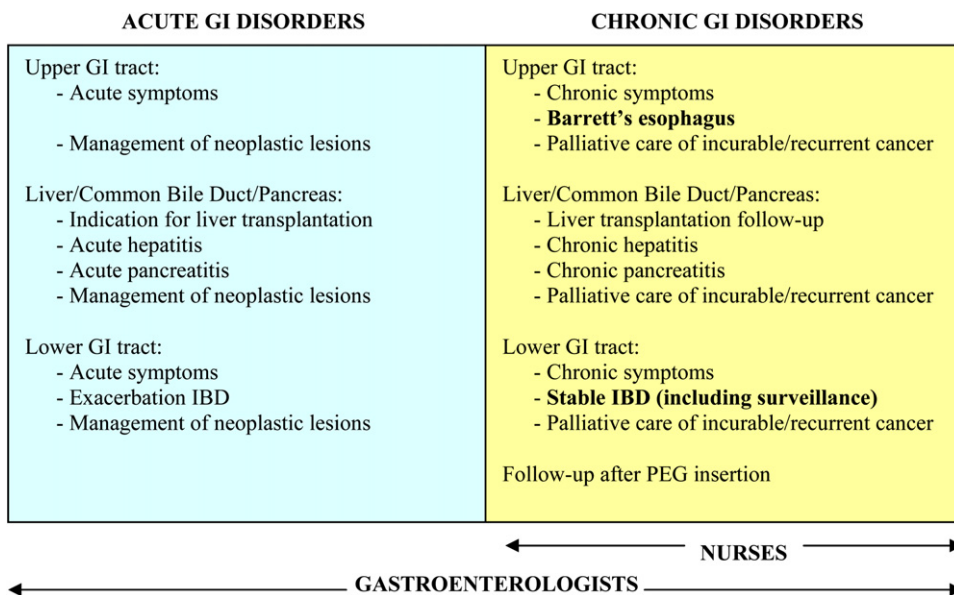 ACUTE GI DISORDERS
Upper GI tract:
- Acute symptoms
- Management of neoplastic lesions
Liver/Common Bile Duct/Pancreas:
- Indication for liver transplantation
- Acute hepatitis
- Acute pancreatitis
- Management of neoplastic lesions
Lower GI tract:
- Acute symptoms
- Exacerbation IBD
- Management of neoplastic lesions
CHRONIC GI DISORDERS
Upper GI tract:
- Chronic symptoms
- Barrett’s esophagus
- Palliative care of incurable/recurrent cancer
Liver/Common Bile Duct/Pancreas:
- Liver transplantation follow-up
- Chronic hepatitis
- Chronic pancreatitis
- Palliative care of incurable/recurrent cancer
Lower GI tract:
- Chronic symptoms
- Stable IBD (including surveillance)
- Palliative care of incurable/recurrent cancer
Follow-up after PEG insertion
NURSES
GASTROENTEROLOGISTS